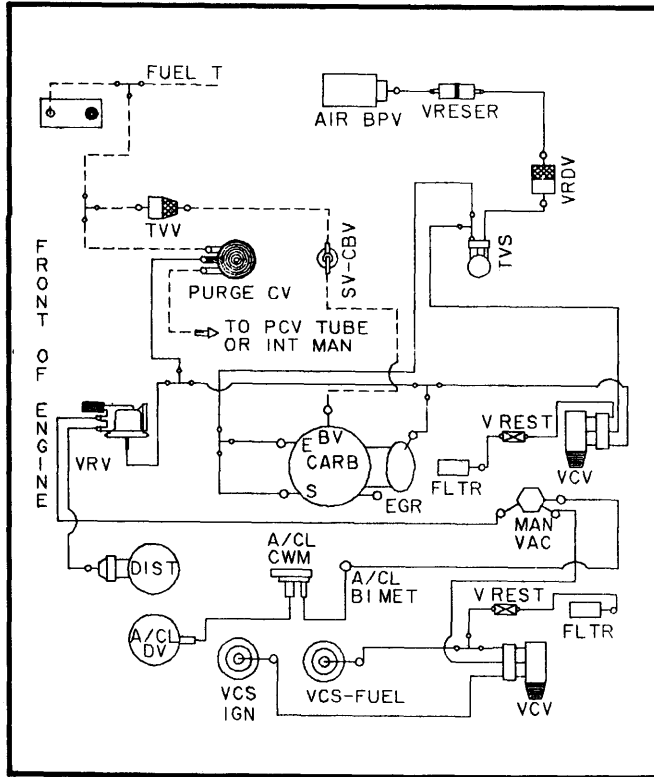 FUEL T
AIR BPV
VRESER
VRDV
TVV
SV-CBV
TVS
PURGE CV
TO PCV TUBE
OR INT MAN
FRONT OF ENGINE
VRV
E
BV
CARB
S
EGR
V REST
FLTR
VCV
MAN
VAC
DIST
A/CL
CWM
A/CL
BIMET
V REST
FLTR
A/CL
DV
VCS
IGN
VCS-FUEL
VCV